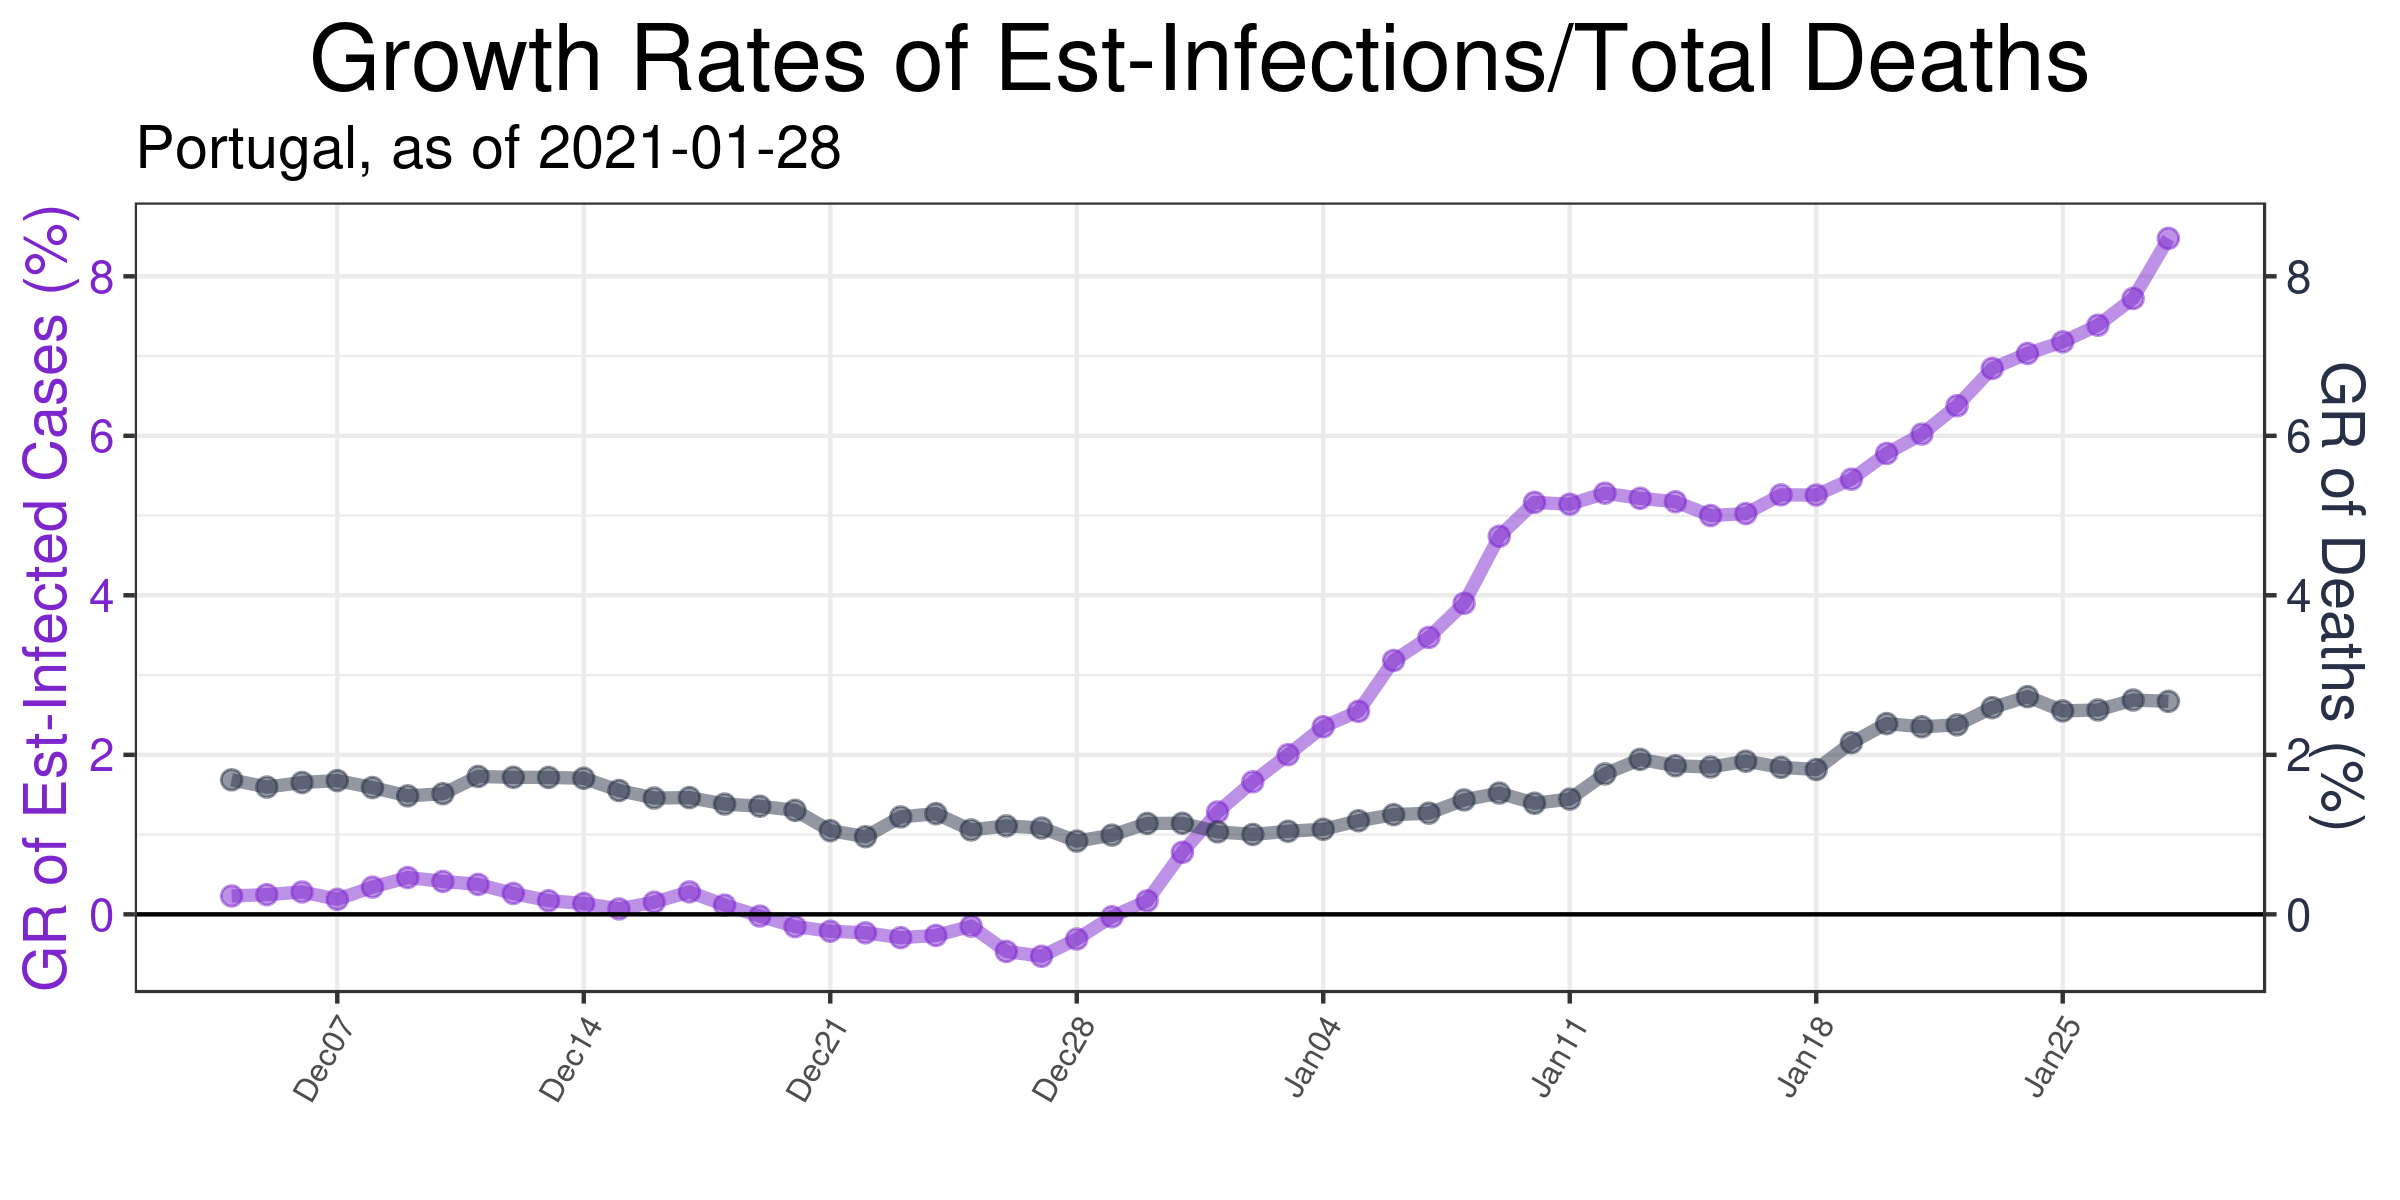 Growth Rates of Est-Infections/Total Deaths
Portugal, as of 2021-01-28
GR of Est-Infected Cases (%)
8
6
4
2
0
8
6
4
2
0
GR of Deaths (%)
Dec07
Dec14
Dec21
Dec28
Jan04
Jan11
Jan18
Jan25